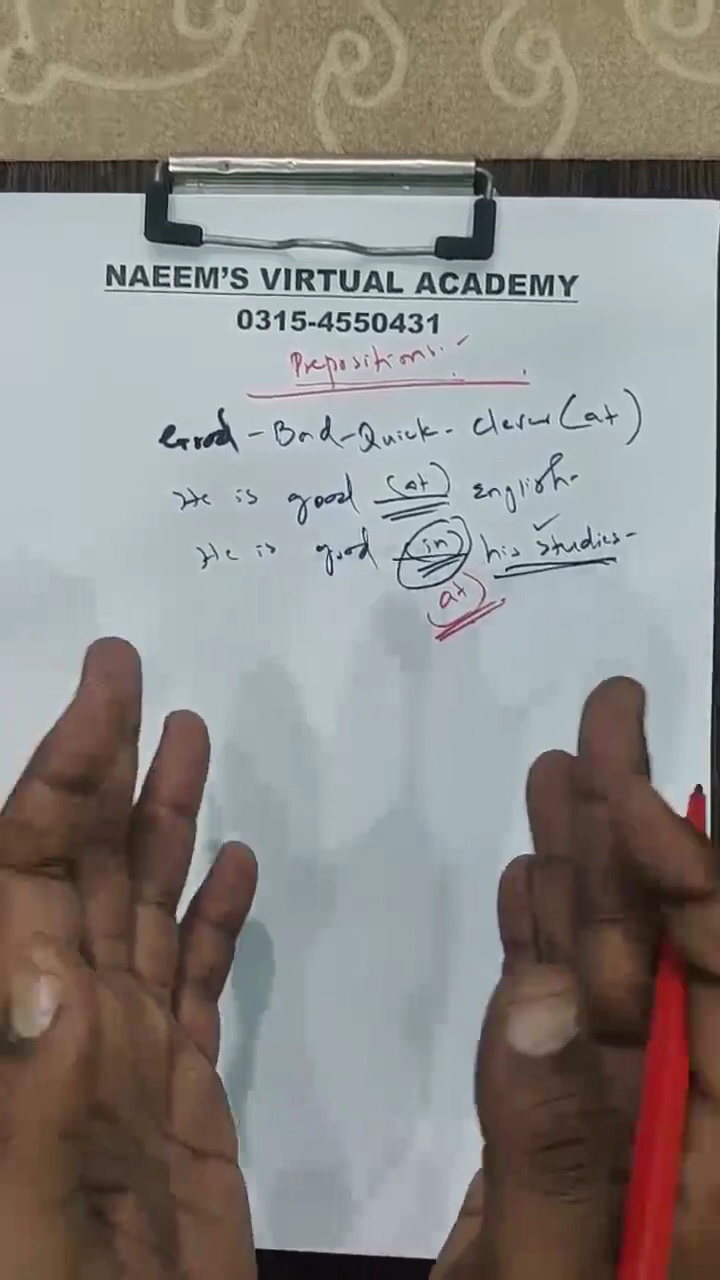 NAEEM'S VIRTUAL ACADEMY
0315-4550431
Prepositions.
Good - Bad - Quick - Clever (at)
He is good (at) English.
He is good (in) his studies.
(at)